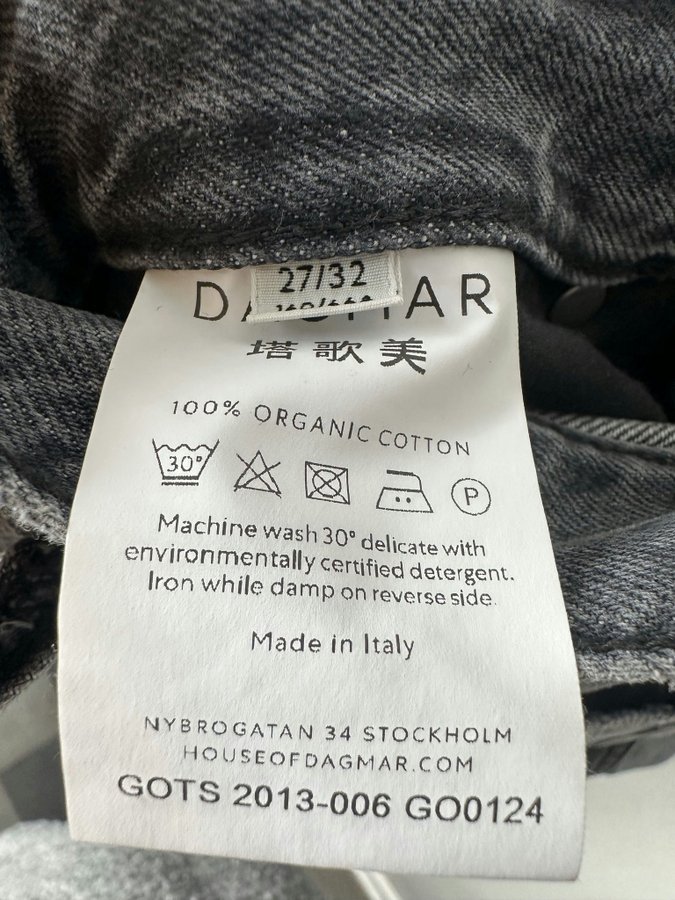 27/32
塔歌美
100% ORGANIC COTTON
30°
P
Machine wash 30° delicate with
environmentally certified detergent.
Iron while damp on reverse side.
Made in Italy
NYBROGATAN 34 STOCKHOLM
HOUSEOFDAGMAR.COM
GOTS 2013-006 GO0124